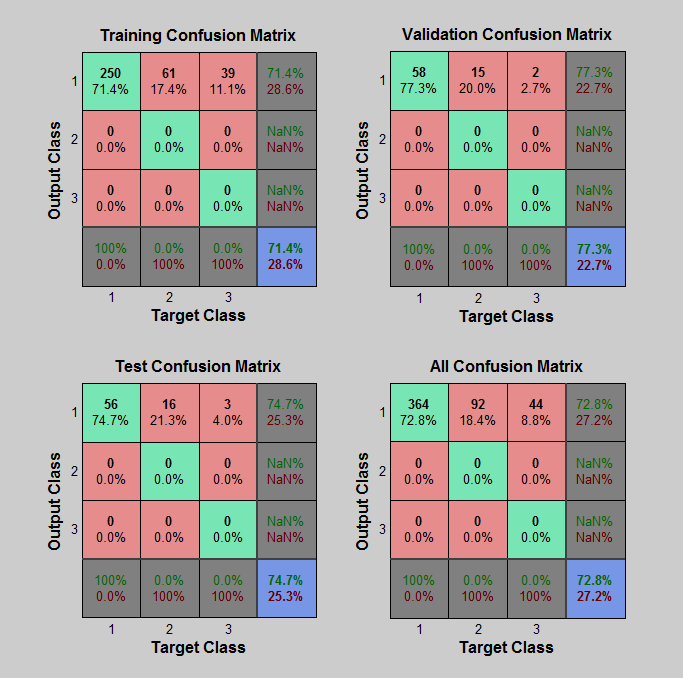 Training Confusion Matrix
Output Class
1 250 61 39 71.4%
71.4% 17.4% 11.1% 28.6%
2 0 0 0 NaN%
0.0% 0.0% 0.0% NaN%
3 0 0 0 NaN%
0.0% 0.0% 0.0% NaN%
100% 0.0% 0.0% 71.4%
0.0% 100% 100% 28.6%
1 2 3
Target Class
Validation Confusion Matrix
Output Class
1 58 15 2 77.3%
77.3% 20.0% 2.7% 22.7%
2 0 0 0 NaN%
0.0% 0.0% 0.0% NaN%
3 0 0 0 NaN%
0.0% 0.0% 0.0% NaN%
100% 0.0% 0.0% 77.3%
0.0% 100% 100% 22.7%
1 2 3
Target Class
Test Confusion Matrix
Output Class
1 56 16 3 74.7%
74.7% 21.3% 4.0% 25.3%
2 0 0 0 NaN%
0.0% 0.0% 0.0% NaN%
3 0 0 0 NaN%
0.0% 0.0% 0.0% NaN%
100% 0.0% 0.0% 74.7%
0.0% 100% 100% 25.3%
1 2 3
Target Class
All Confusion Matrix
Output Class
1 364 92 44 72.8%
72.8% 18.4% 8.8% 27.2%
2 0 0 0 NaN%
0.0% 0.0% 0.0% NaN%
3 0 0 0 NaN%
0.0% 0.0% 0.0% NaN%
100% 0.0% 0.0% 72.8%
0.0% 100% 100% 27.2%
1 2 3
Target Class